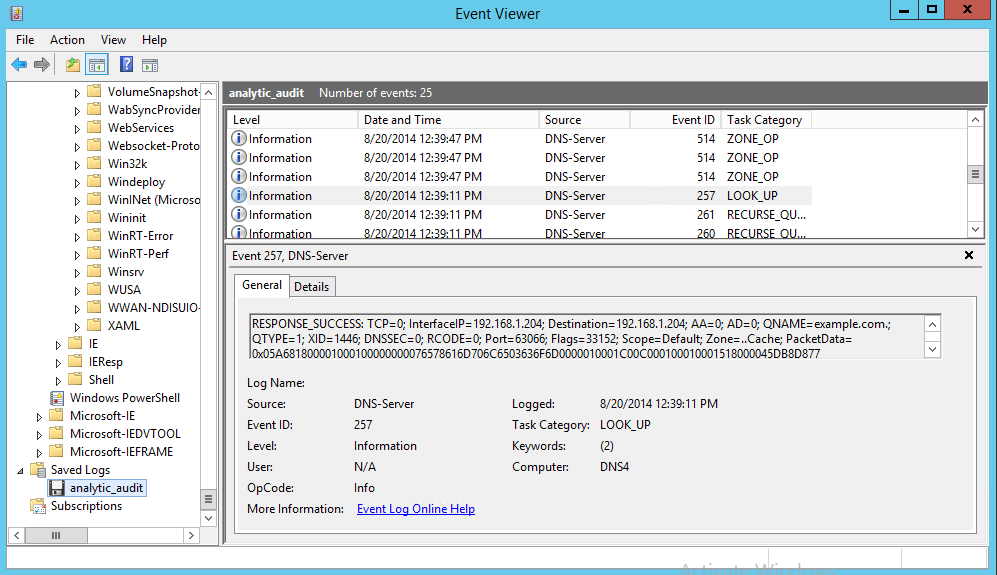 Event Viewer
File Action View Help
VolumeSnapshot-
WabSyncProvider
WebServices
Websocket-Proto
Win32k
Windeploy
WinINet (Microso
Wininit
WinRT-Error
WinRT-Perf
Winsrv
WUSA
WWAN-NDISUIO-
XAML
IE
IEResp
Shell
Windows PowerShell
Microsoft-IE
Microsoft-IEDVTOOL
Microsoft-IEFRAME
Saved Logs
analytic_audit
Subscriptions
analytic_audit Number of events: 25
Level Date and Time Source Event ID Task Category
Information 8/20/2014 12:39:47 PM DNS-Server 514 ZONE_OP
Information 8/20/2014 12:39:47 PM DNS-Server 514 ZONE_OP
Information 8/20/2014 12:39:47 PM DNS-Server 514 ZONE_OP
Information 8/20/2014 12:39:11 PM DNS-Server 257 LOOK_UP
Information 8/20/2014 12:39:11 PM DNS-Server 261 RECURSE_QU...
Information 8/20/2014 12:39:11 PM DNS-Server 260 RECURSE_QU...
Event 257, DNS-Server
General Details
RESPONSE_SUCCESS: TCP=0; InterfaceIP=192.168.1.204; Destination=192.168.1.204; AA=0; AD=0; QNAME=example.com.;
QTYPE=1; XID=1446; DNSSEC=0; RCODE=0; Port=63066; Flags=33152; Scope=Default; Zone=..Cache; PacketData=
0x05A681800001000100000000076578616D706C6503636F6D0000010001C00C000100010001518000045DB8D877
Log Name:
Source: DNS-Server Logged: 8/20/2014 12:39:11 PM
Event ID: 257 Task Category: LOOK_UP
Level: Information Keywords: (2)
User: N/A Computer: DNS4
OpCode: Info
More Information: Event Log Online Help